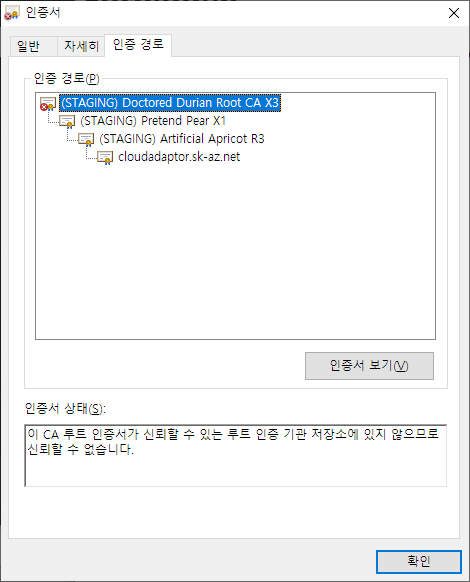 인증서
일반
자세히
인증 경로
인증 경로(P)
(STAGING) Doctored Durian Root CA X3
(STAGING) Pretend Pear X1
(STAGING) Artificial Apricot R3
cloudadaptor.sk-az.net
인증서 보기(V)
인증서 상태(S):
이 CA 루트 인증서가 신뢰할 수 있는 루트 인증 기관 저장소에 있지 않으므로
신뢰할 수 없습니다.
확인